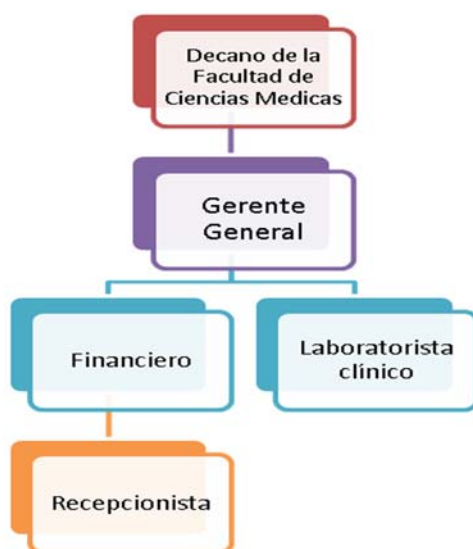 Decano de la
Facultad de
Ciencias Medicas
Gerente
General
Financiero
Laboratorista
clínico
Recepcionista